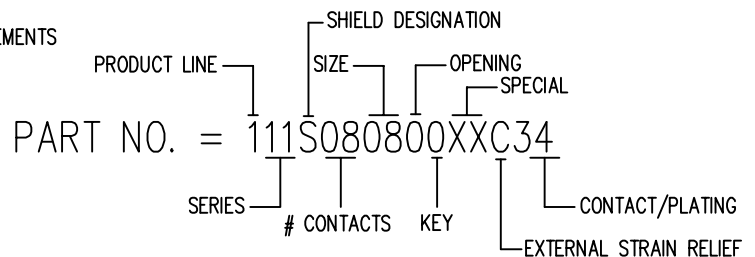 SHIELD DESIGNATION
EMENTS
PRODUCT LINE
SIZE
OPENING
SPECIAL
PART NO. = 111S080800XXC34
SERIES
# CONTACTS
KEY
CONTACT/PLATING
EXTERNAL STRAIN RELIEF